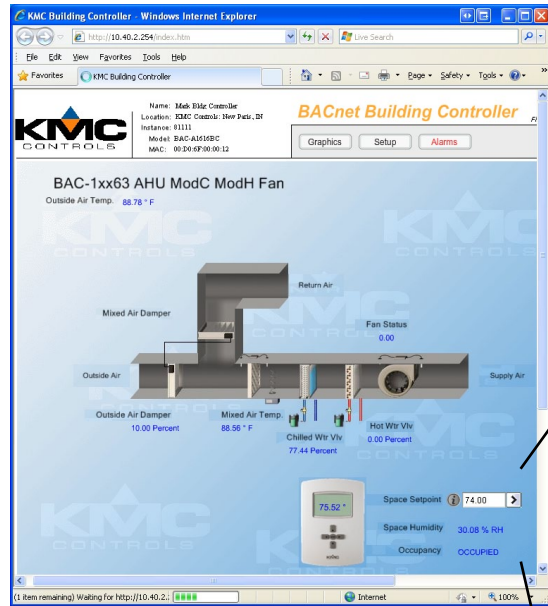 KMC Building Controller - Windows Internet Explorer
http://10.40.2.254/index.htm
Live Search
File Edit View Favorites Tools Help
Favorites
KMC Building Controller
Page
Safety
Tools
KMC
CONTROLS
Name: Mark Bldg Controller
Location: KMC Controls: New Paris, IN
Instance: 81111
Model: BAC-A1616BC
MAC: 00:D0:6F:00:00:12
BACnet Building Controller
Graphics
Setup
Alarms
BAC-1xx63 AHU ModC ModH Fan
Outside Air Temp. 88.78 ° F
Return Air
Mixed Air Damper
Fan Status
0.00
Outside Air
Supply Air
Outside Air Damper
10.00 Percent
Mixed Air Temp.
88.56 ° F
Chilled Wtr Vlv
77.44 Percent
Hot Wtr Vlv
0.00 Percent
75.52 °
Space Setpoint
74.00
Space Humidity
30.08 % RH
Occupancy
OCCUPIED
(1 item remaining) Waiting for http://10.40.2.
Internet
100%